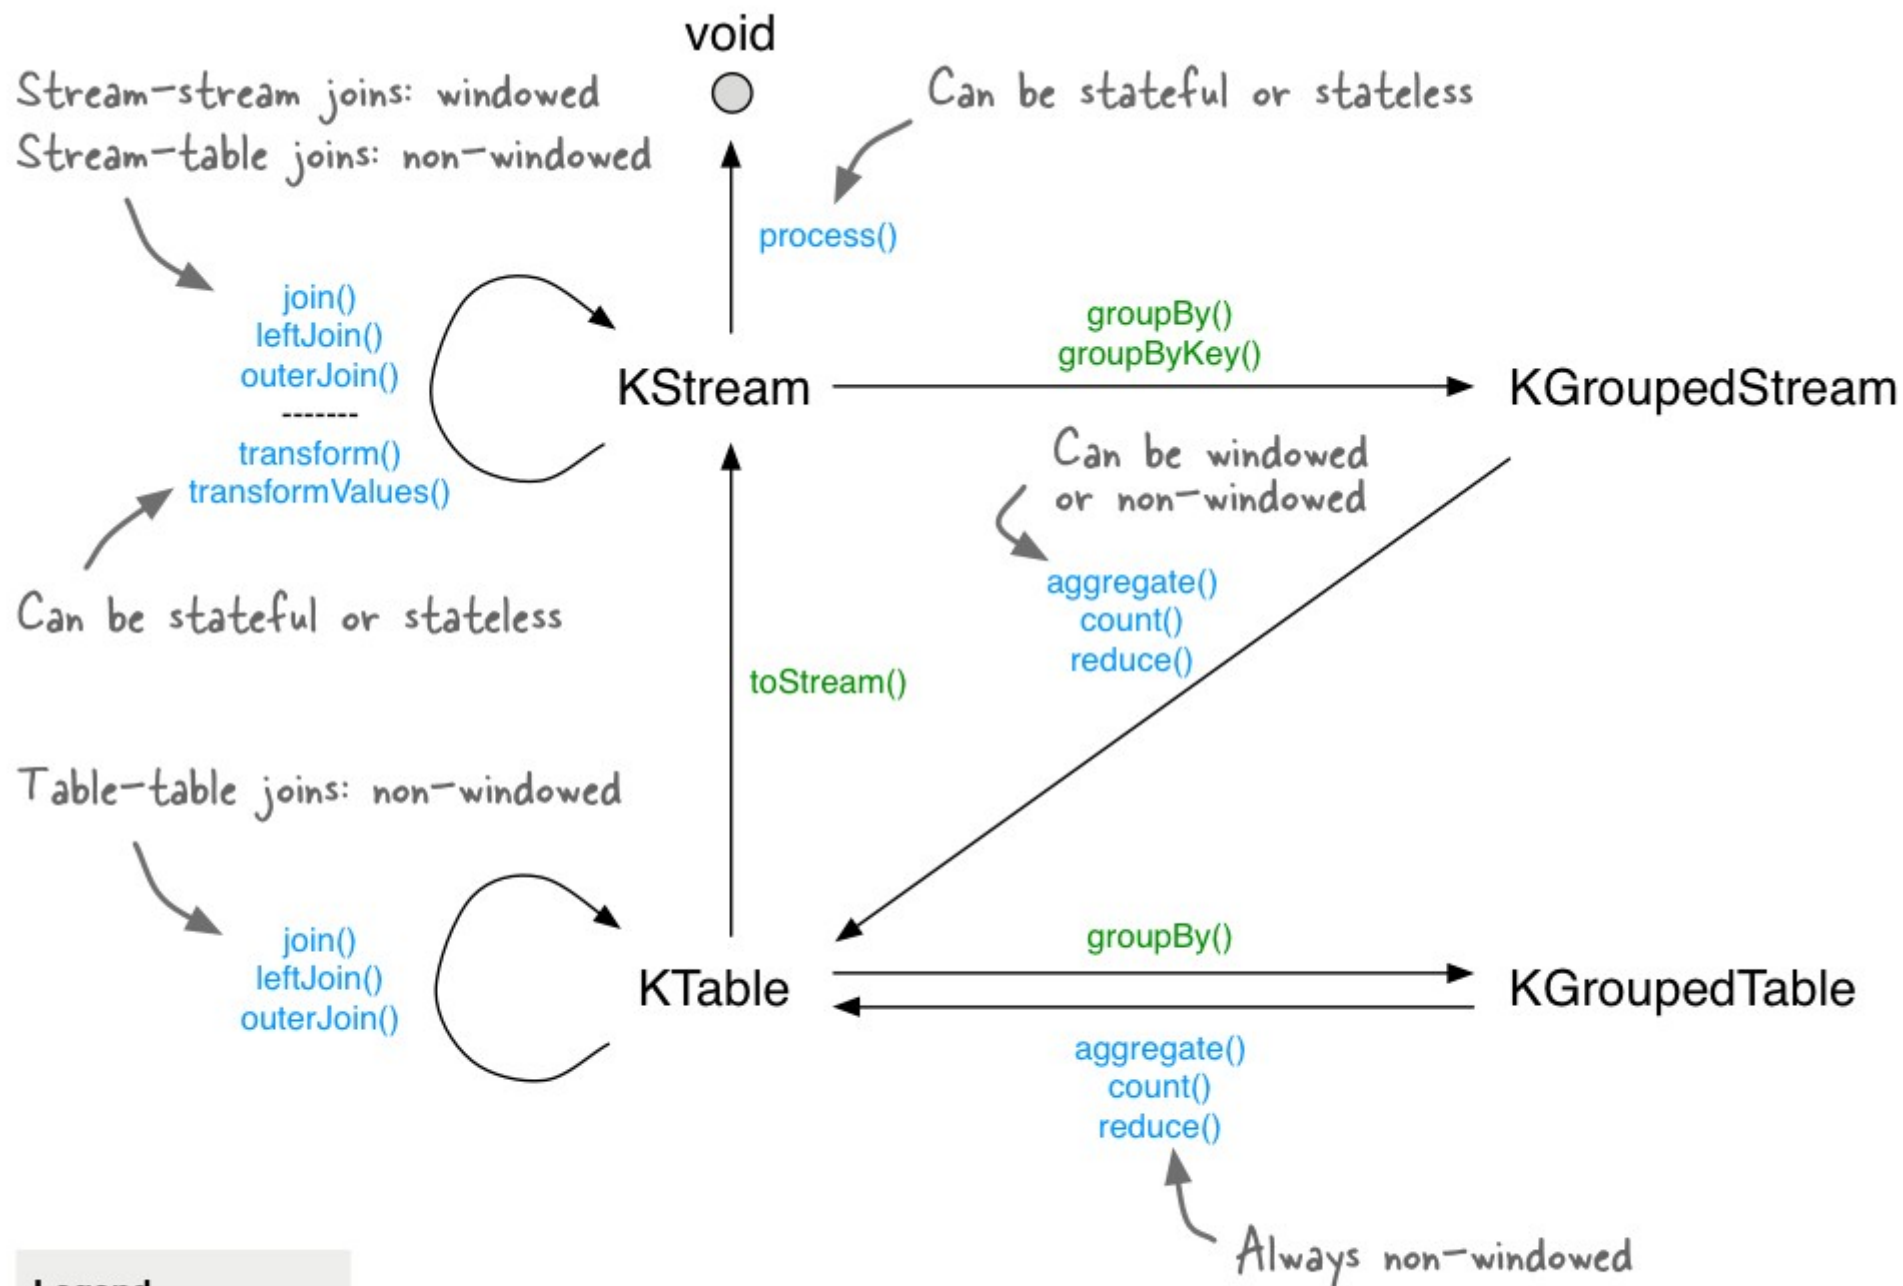 void
Stream-stream joins: windowed
Stream-table joins: non-windowed
Can be stateful or stateless
process()
join()
leftJoin()
outerJoin()
-------
transform()
transformValues()
Can be stateful or stateless
KStream
groupBy()
groupByKey()
KGroupedStream
Can be windowed
or non-windowed
aggregate()
count()
reduce()
toStream()
Table-table joins: non-windowed
join()
leftJoin()
outerJoin()
KTable
groupBy()
KGroupedTable
aggregate()
count()
reduce()
Always non-windowed
Legend